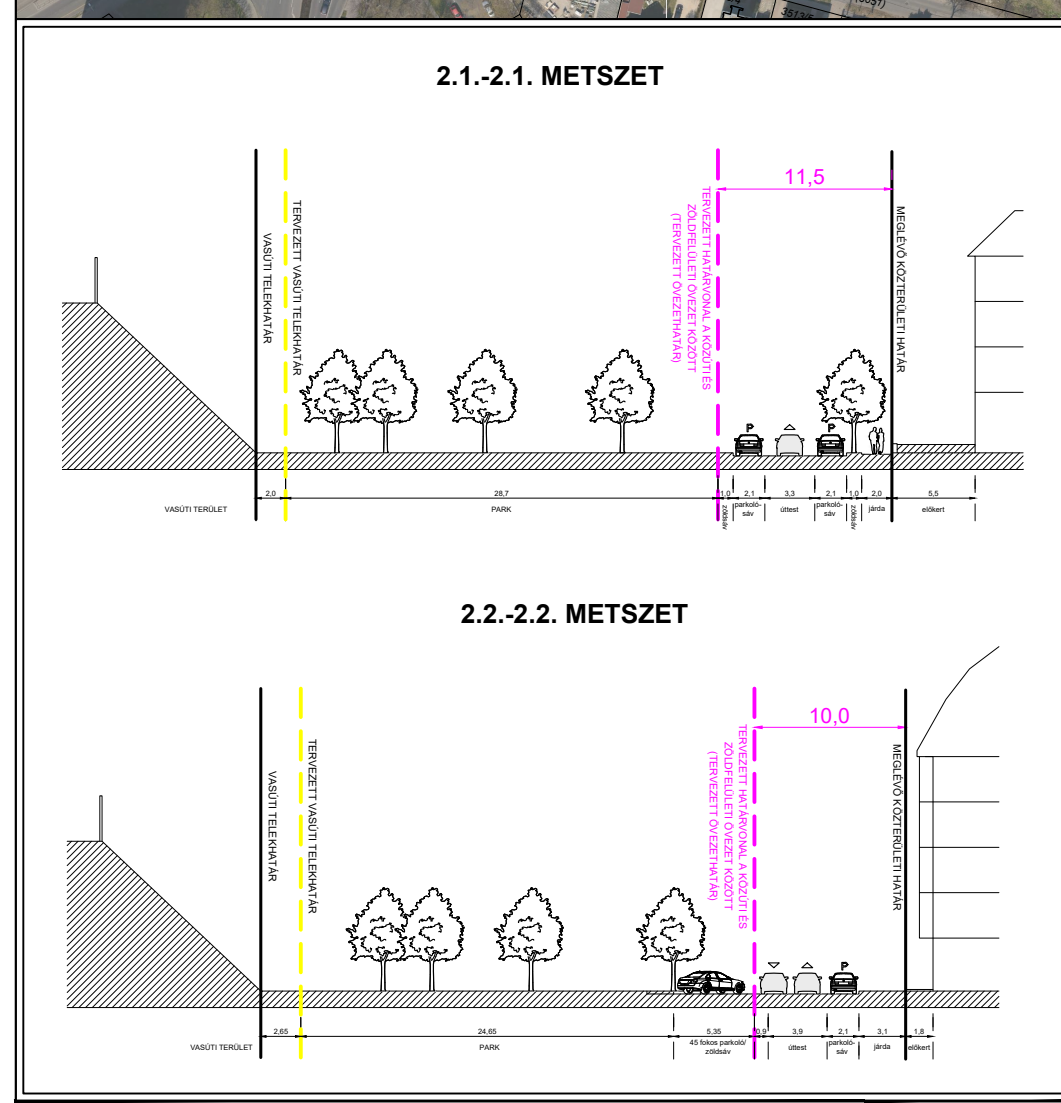 3513/5
2.1.-2.1. METSZET
11,5
VASÚTI TELEKHATÁR
TERVEZETT VASÚTI TELEKHATÁR
TERVEZETT HATÁRVONAL A KÖZÚTI ÉS
ZÖLDFELÜLETI ÖVEZET KÖZÖTT
(TERVEZETT ÖVEZETHATÁR)
MEGLÉVŐ KÖZTERÜLETI HATÁR
P P
2,0 28,7 1,0 2,1 3,3 2,1 1,0 2,0 5,5
VASÚTI TERÜLET PARK zöldsáv parkoló- úttest parkoló- zöldsáv járda előkert
sáv sáv
2.2.-2.2. METSZET
10,0
VASÚTI TELEKHATÁR
TERVEZETT VASÚTI TELEKHATÁR
TERVEZETT HATÁRVONAL A KÖZÚTI ÉS
ZÖLDFELÜLETI ÖVEZET KÖZÖTT
(TERVEZETT ÖVEZETHATÁR)
MEGLÉVŐ KÖZTERÜLETI HATÁR
P
2,65 24,65 5,35 0,9 3,9 2,1 3,1 1,8
VASÚTI TERÜLET PARK 45 fokos parkoló/ úttest parkoló- járda előkert
zöldsáv sáv